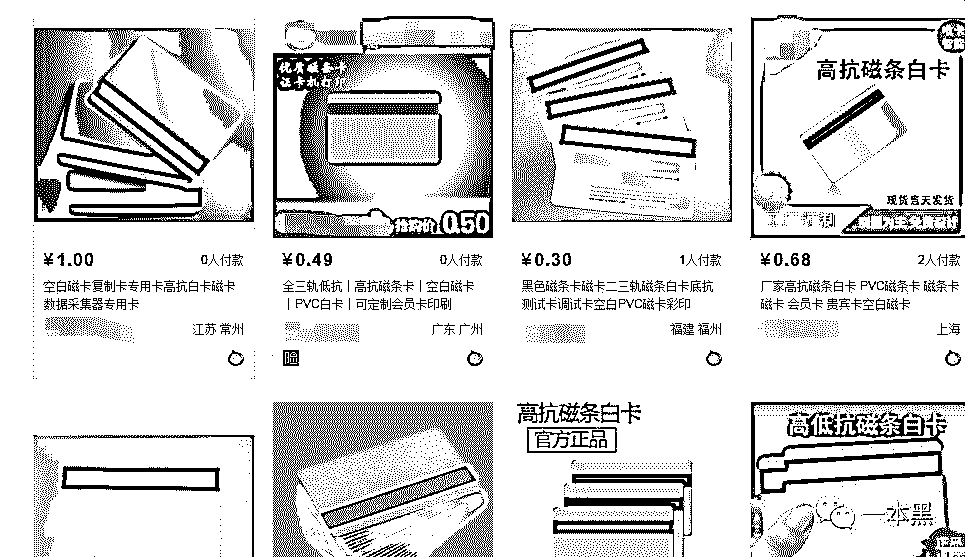 高抗磁条白卡
现货当天发货
抢购价 0.50
¥1.00 0人付款
空白磁卡复制卡专用卡高抗白卡磁卡
数据采集器专用卡
江苏 常州
¥0.49 0人付款
全三轨低抗|高抗磁条卡|空白磁卡
|PVC白卡|可定制会员卡印刷
广东 广州
¥0.30 1人付款
黑色磁条卡磁卡二三轨磁条白卡底抗
测试卡调试卡空白PVC磁卡彩印
福建 福州
¥0.68 2人付款
厂家高抗磁条白卡 PVC磁条卡 磁条卡
磁卡 会员卡 贵宾卡空白磁卡
上海
高抗磁条白卡
官方正品
高低抗磁条白卡
一本黑